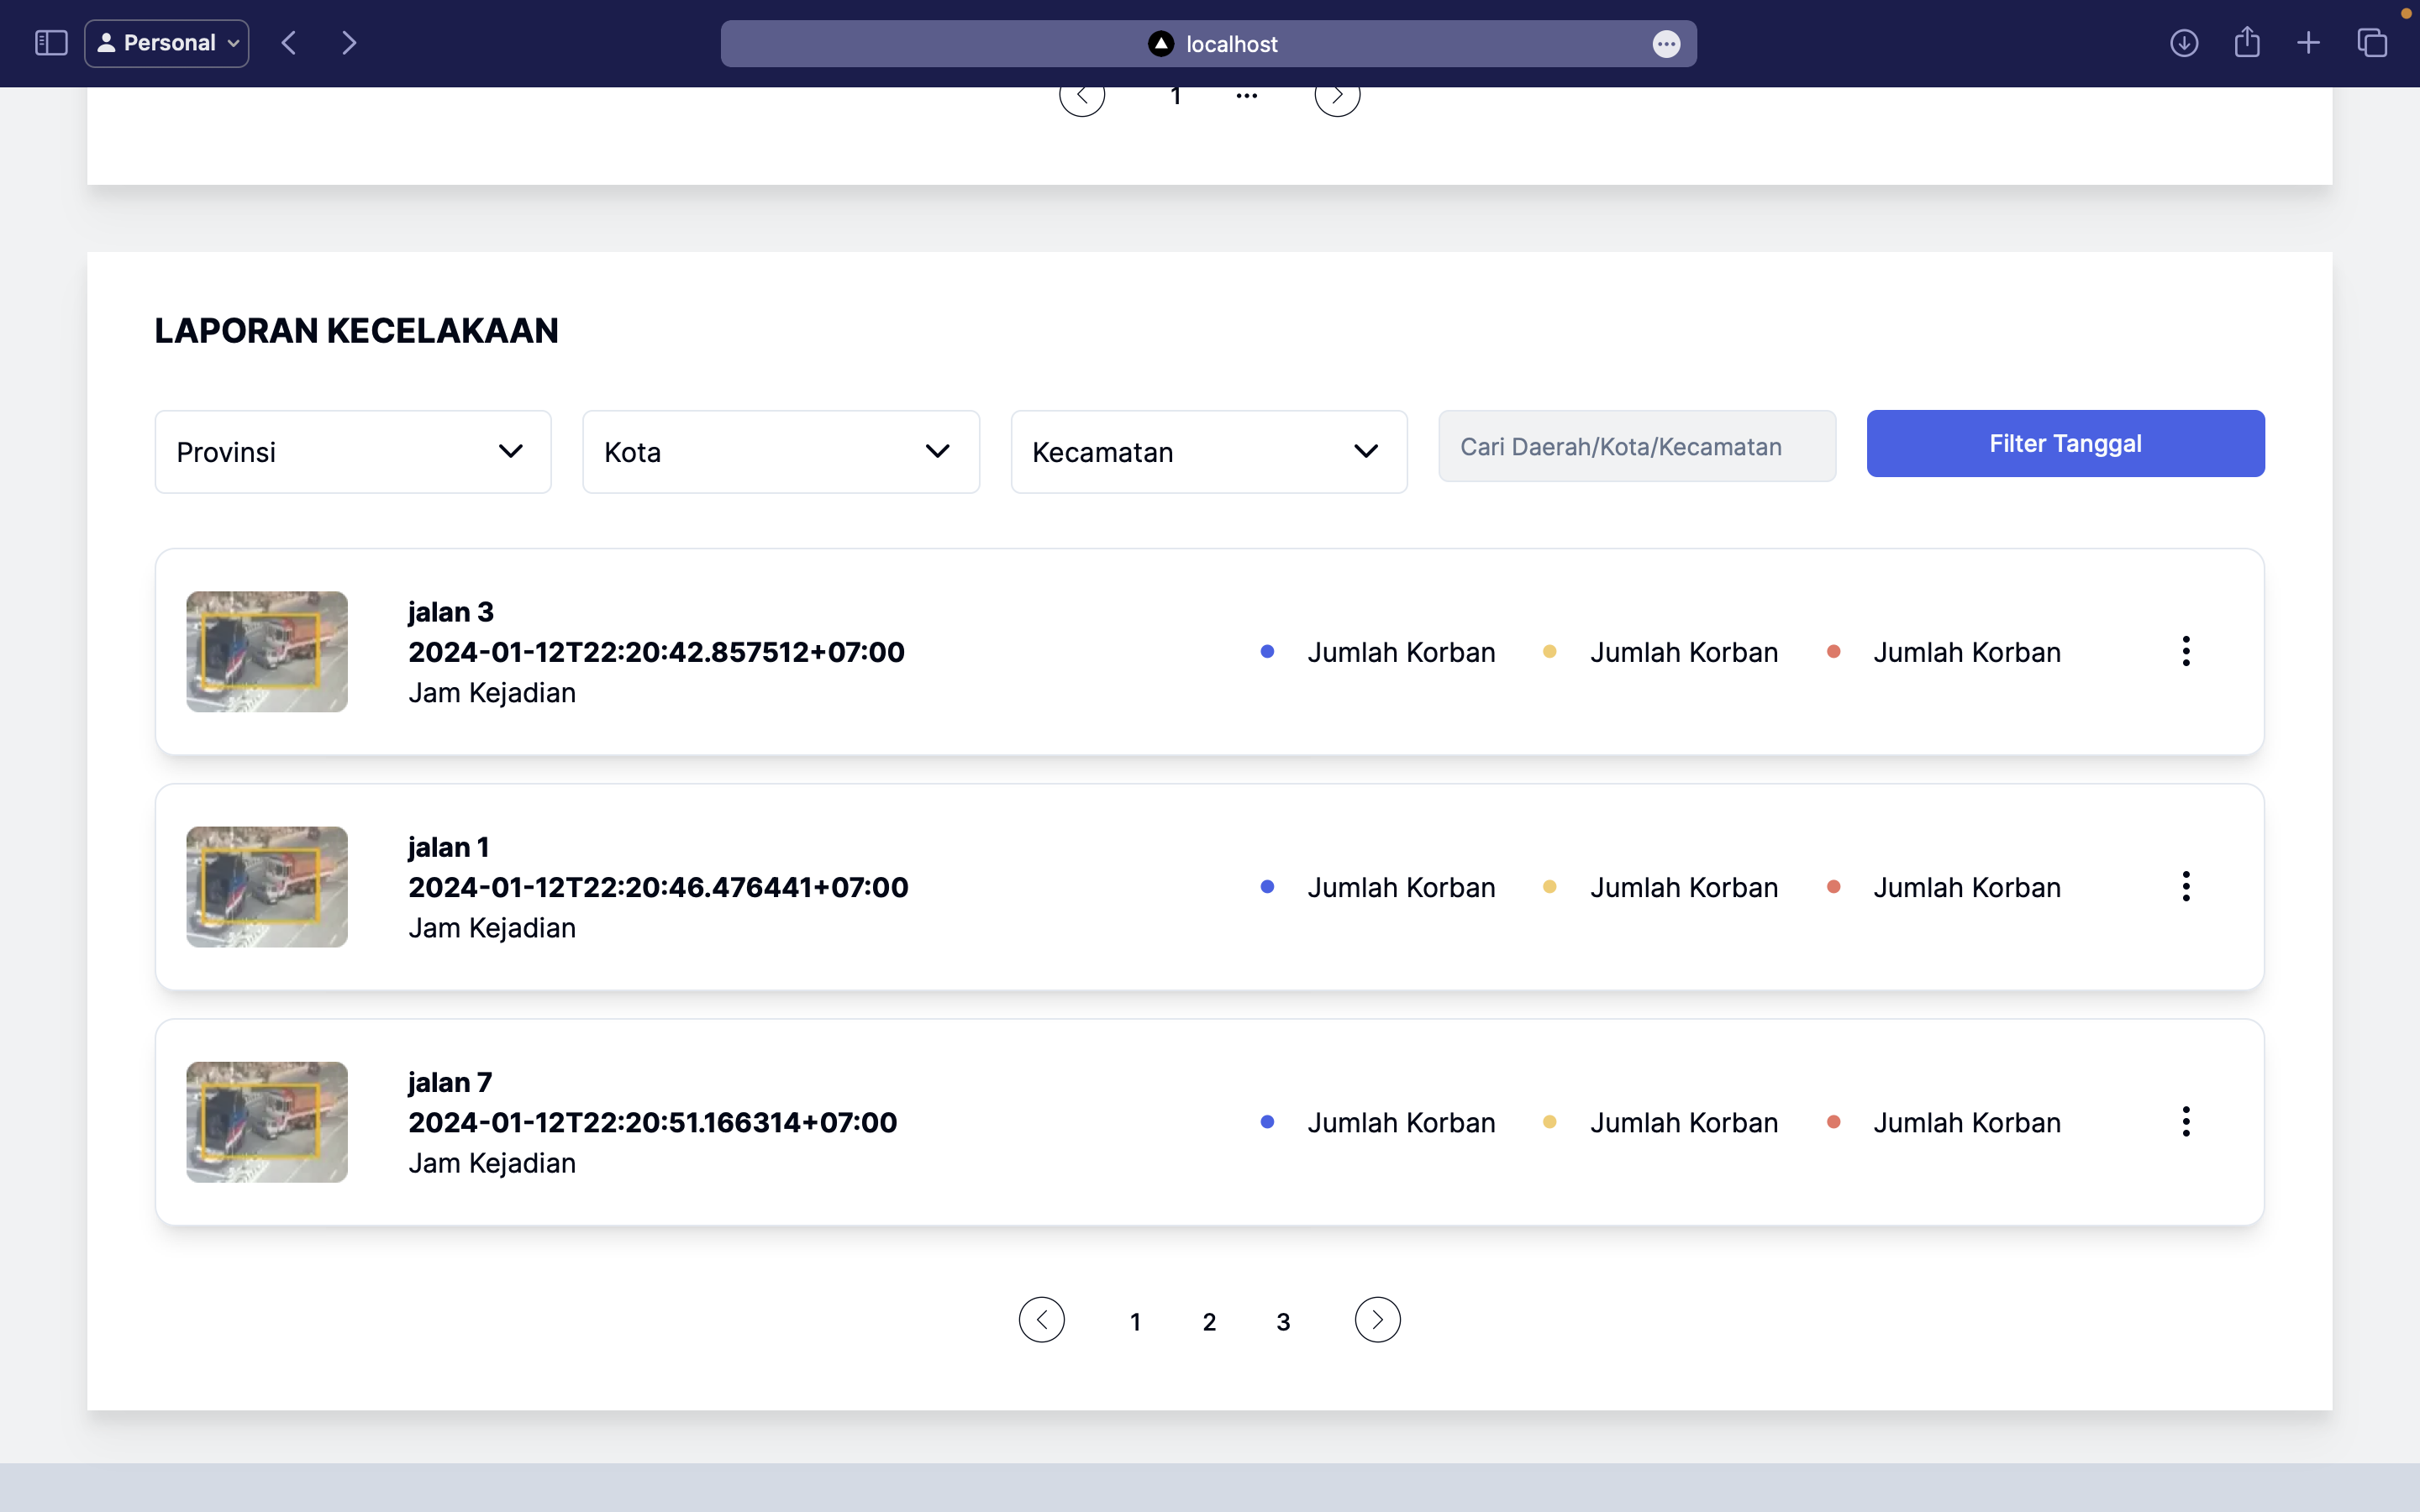 Personal
localhost
1 ...
LAPORAN KECELAKAAN
Provinsi
Kota
Kecamatan
Cari Daerah/Kota/Kecamatan
Filter Tanggal
jalan 3
2024-01-12T22:20:42.857512+07:00
Jam Kejadian
Jumlah Korban
Jumlah Korban
Jumlah Korban
jalan 1
2024-01-12T22:20:46.476441+07:00
Jam Kejadian
Jumlah Korban
Jumlah Korban
Jumlah Korban
jalan 7
2024-01-12T22:20:51.166314+07:00
Jam Kejadian
Jumlah Korban
Jumlah Korban
Jumlah Korban
1 2 3